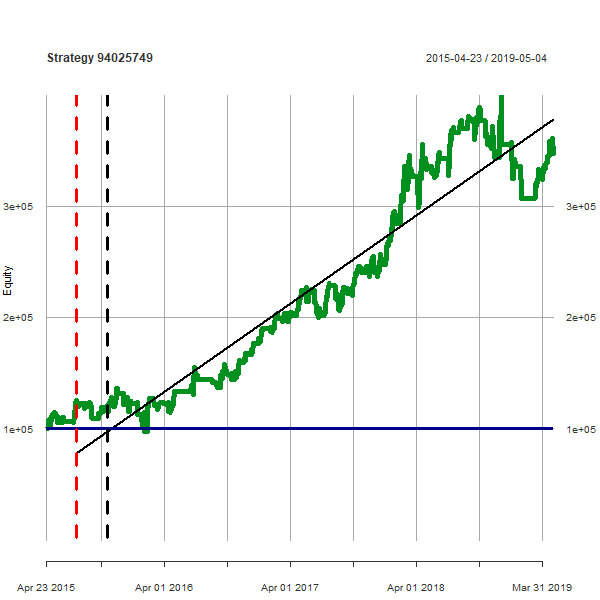 Strategy 94025749
2015-04-23 / 2019-05-04
3e+05
3e+05
Equity
2e+05
2e+05
1e+05
1e+05
Apr 23 2015
Apr 01 2016
Apr 01 2017
Apr 01 2018
Mar 31 2019